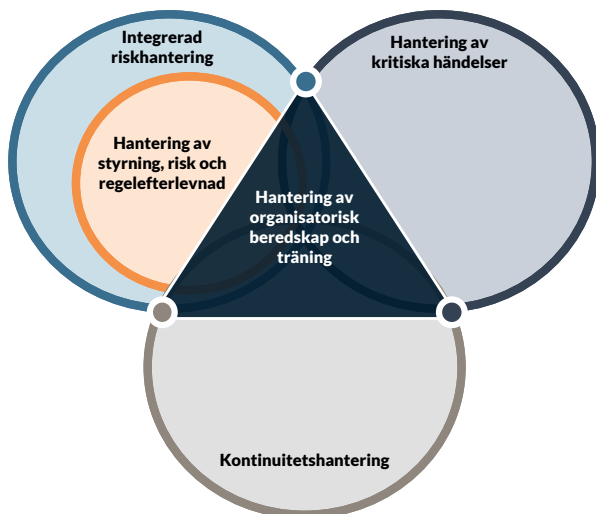 Integrerad
riskhantering
Hantering av
kritiska händelser
Hantering av
styrning, risk och
regelefterlevnad
Hantering av
organisatorisk
beredskap och
träning
Kontinuitetshantering